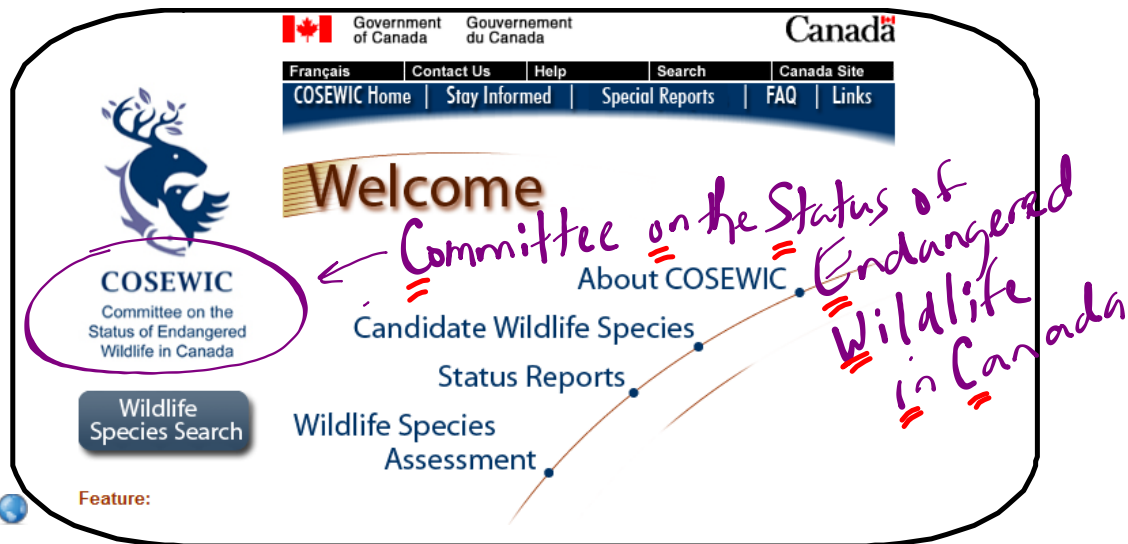 Government of Canada Gouvernement du Canada Canada
Français Contact Us Help Search Canada Site
COSEWIC Home | Stay Informed | Special Reports | FAQ | Links
Welcome
Committee on the Status of
Endangered
Wildlife
in Canada
COSEWIC
Committee on the
Status of Endangered
Wildlife in Canada
About COSEWIC
Candidate Wildlife Species
Status Reports
Wildlife Species
Assessment
Wildlife
Species Search
Feature: